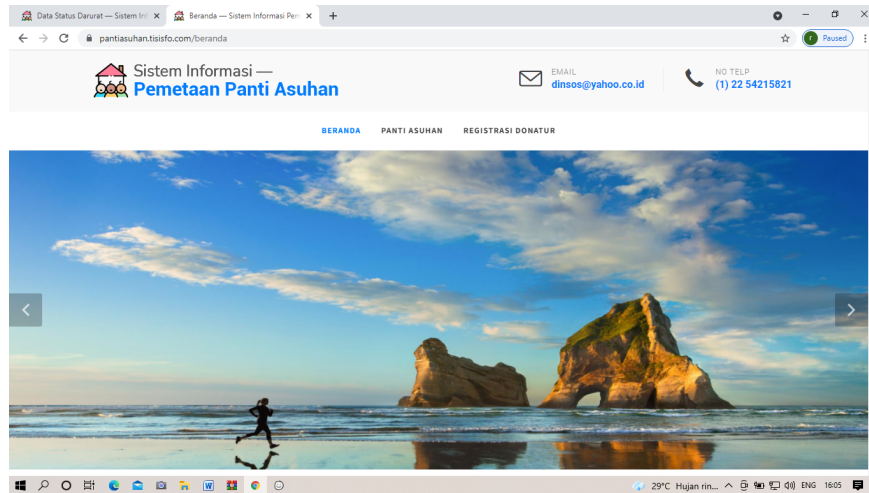 Data Status Darurat — Sistem Inf
Beranda — Sistem Informasi Pem
pantiasuhan.tisisfo.com/beranda
Paused
Sistem Informasi —
Pemetaan Panti Asuhan
EMAIL
dinsos@yahoo.co.id
NO TELP
(1) 22 54215821
BERANDA PANTI ASUHAN REGISTRASI DONATUR
29°C Hujan rin... ENG 16:05